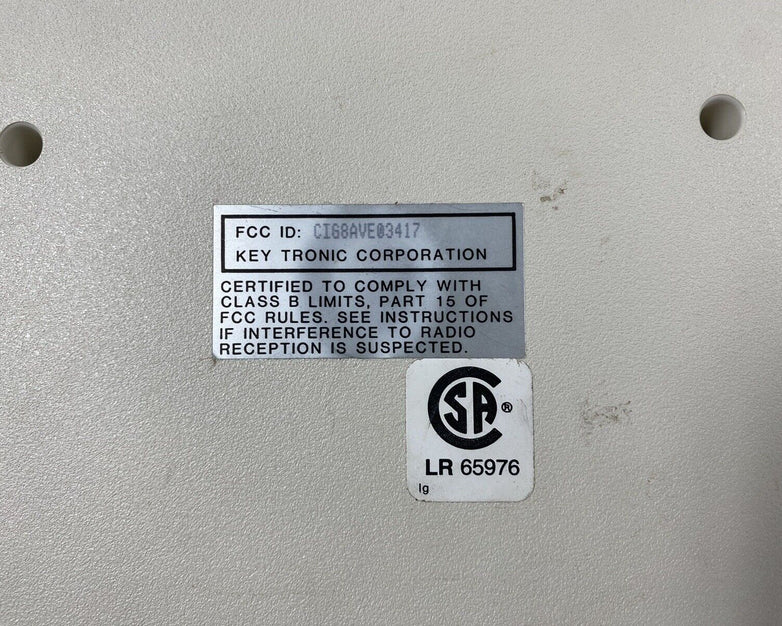 FCC ID: CIG8AVE03417
KEY TRONIC CORPORATION
CERTIFIED TO COMPLY WITH
CLASS B LIMITS, PART 15 OF
FCC RULES. SEE INSTRUCTIONS
IF INTERFERENCE TO RADIO
RECEPTION IS SUSPECTED.
SA ®
LR 65976
lg